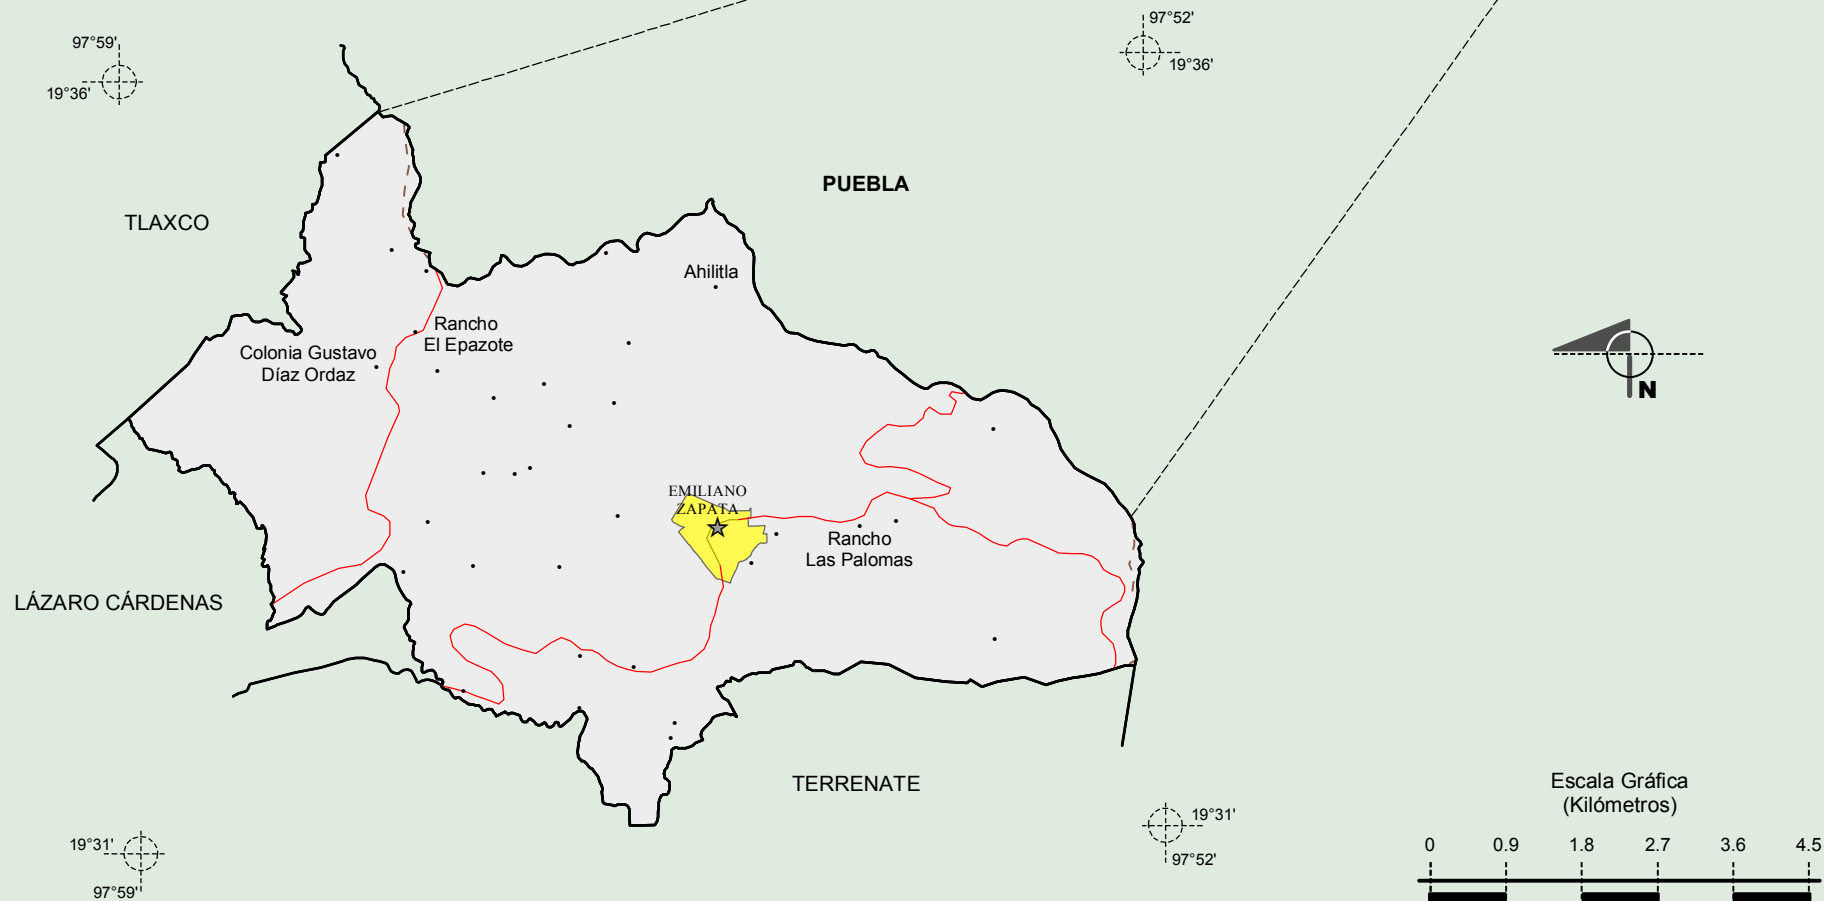 97°52'
97°59'
19°36'
19°36'
PUEBLA
TLAXCO
Ahilitla
Rancho
El Epazote
Colonia Gustavo
Díaz Ordaz
N
EMILIANO
ZAPATA
Rancho
Las Palomas
LÁZARO CÁRDENAS
TERRENATE
Escala Gráfica
(Kilómetros)
19°31'
97°52'
19°31'
97°59'
0 0.9 1.8 2.7 3.6 4.5